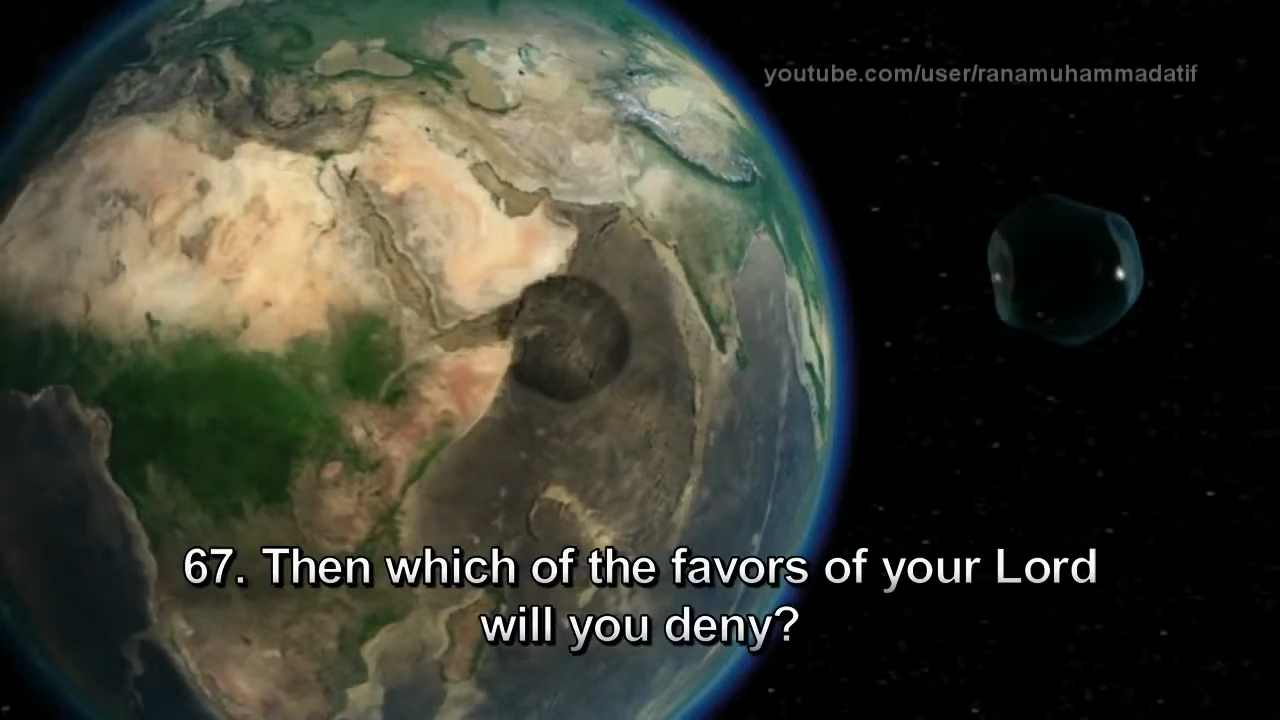 youtube.com/user/ranamuhammadatif
67. Then which of the favors of your Lord
will you deny?